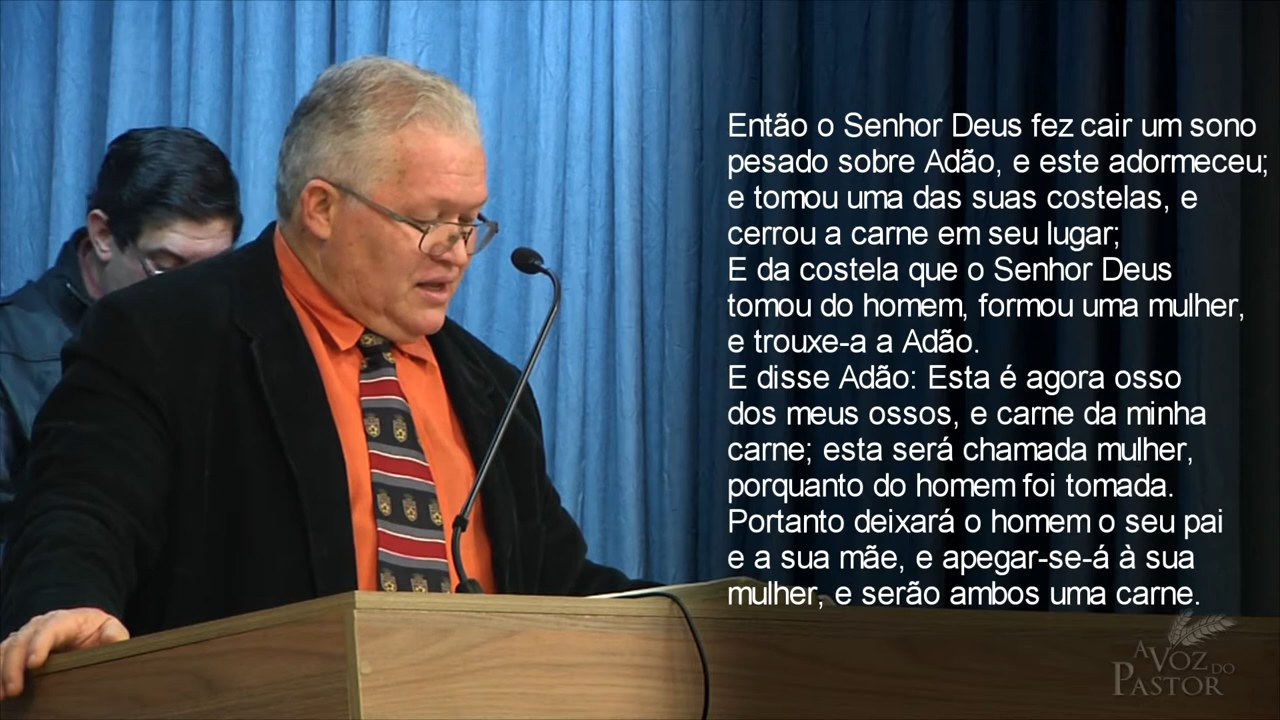 Então o Senhor Deus fez cair um sono
pesado sobre Adão, e este adormeceu;
e tomou uma das suas costelas, e
cerrou a carne em seu lugar;
E da costela que o Senhor Deus
tomou do homem, formou uma mulher,
e trouxe-a a Adão.
E disse Adão: Esta é agora osso
dos meus ossos, e carne da minha
carne; esta será chamada mulher,
porquanto do homem foi tomada.
Portanto deixará o homem o seu pai
e a sua mãe, e apegar-se-á à sua
mulher, e serão ambos uma carne.
A VOZ DO
PASTOR